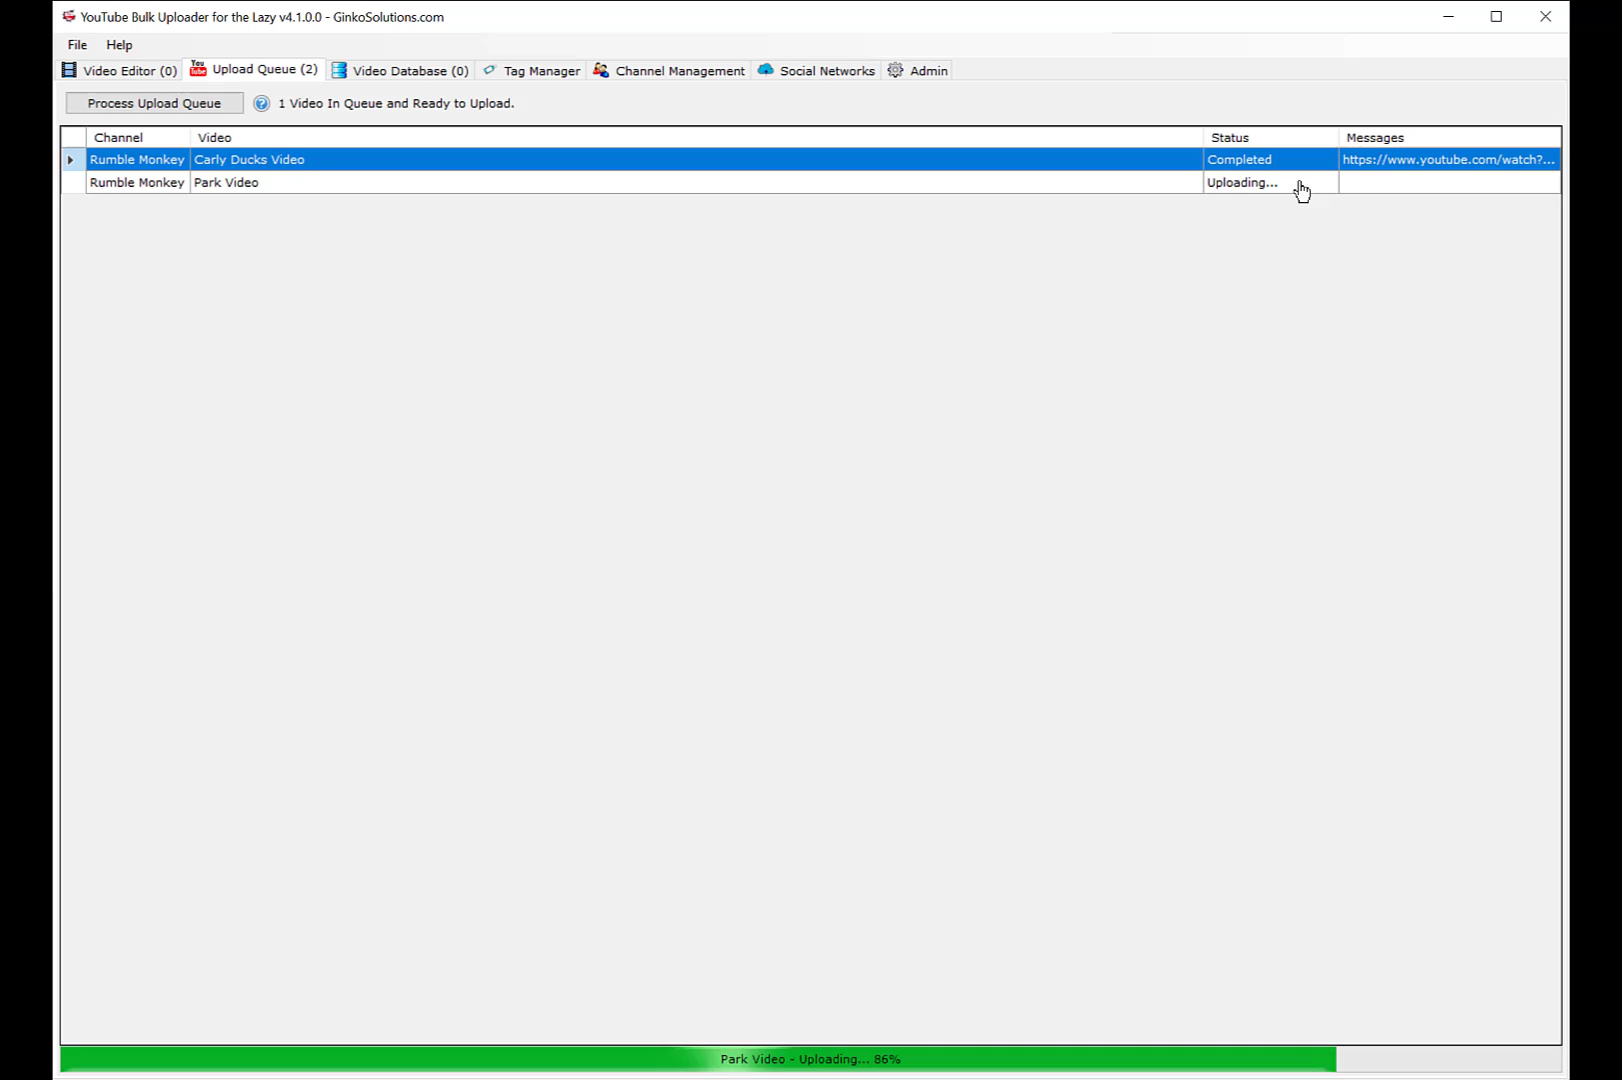 YouTube Bulk Uploader for the Lazy v4.1.0.0 - GinkoSolutions.com
File Help
Video Editor (0) You Tube Upload Queue (2) Video Database (0) Tag Manager Channel Management Social Networks Admin
Process Upload Queue ? 1 Video In Queue and Ready to Upload.
Channel Video Status Messages
Rumble Monkey Carly Ducks Video Completed https://www.youtube.com/watch?...
Rumble Monkey Park Video Uploading...
Park Video - Uploading... 86%